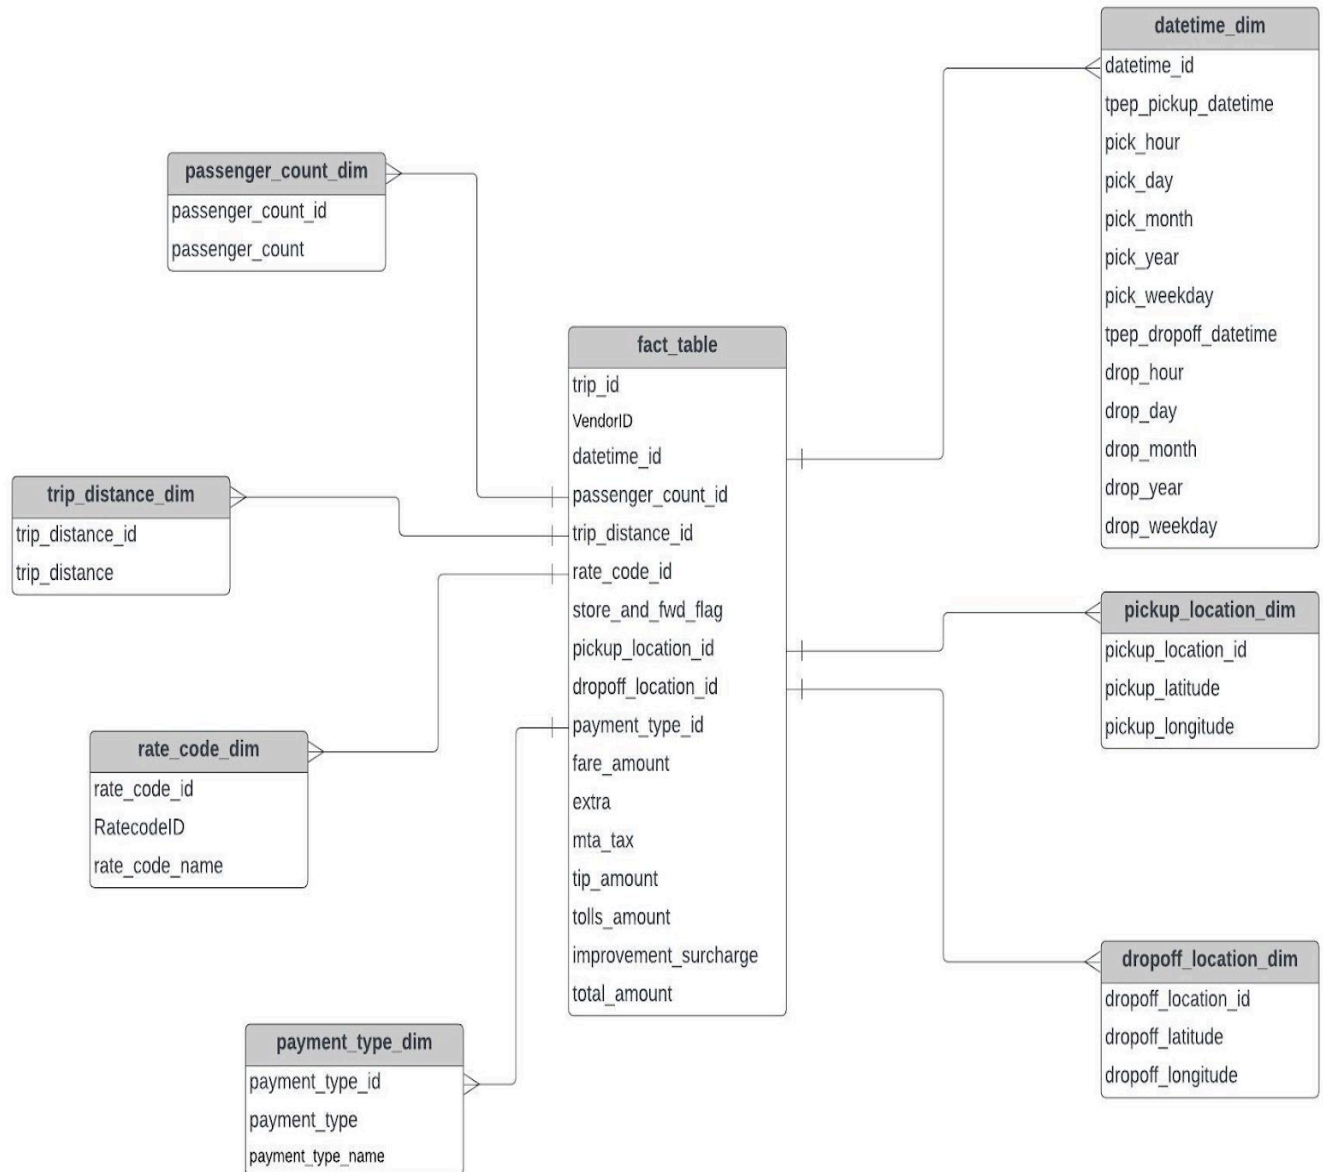 datetime_dim
datetime_id
tpep_pickup_datetime
pick_hour
pick_day
pick_month
pick_year
pick_weekday
tpep_dropoff_datetime
drop_hour
drop_day
drop_month
drop_year
drop_weekday
passenger_count_dim
passenger_count_id
passenger_count
fact_table
trip_id
VendorID
datetime_id
passenger_count_id
trip_distance_id
rate_code_id
store_and_fwd_flag
pickup_location_id
dropoff_location_id
payment_type_id
fare_amount
extra
mta_tax
tip_amount
tolls_amount
improvement_surcharge
total_amount
trip_distance_dim
trip_distance_id
trip_distance
pickup_location_dim
pickup_location_id
pickup_latitude
pickup_longitude
rate_code_dim
rate_code_id
RatecodeID
rate_code_name
dropoff_location_dim
dropoff_location_id
dropoff_latitude
dropoff_longitude
payment_type_dim
payment_type_id
payment_type
payment_type_name